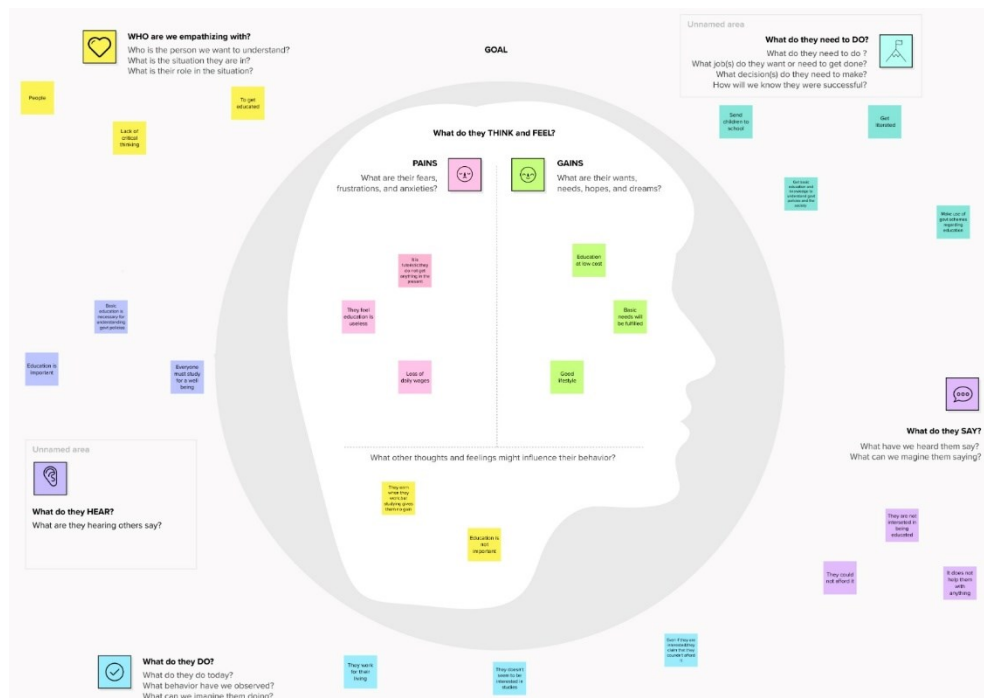 WHO are we empathizing with?
Who is the person we want to understand?
What is the situation they are in?
What is their role in the situation?
People
Lack of
critical
thinking
To get
educated
GOAL
Unnamed area
What do they need to DO?
What do they need to do ?
What job(s) do they want or need to get done?
What decision(s) do they need to make?
How will we know they were successful?
Send
children to
school
Get
literated
Make use of
govt schemes
regarding
education
What do they THINK and FEEL?
PAINS
What are their fears,
frustrations, and anxieties?
GAINS
What are their wants,
needs, hopes, and dreams?
They feel
education is
useless
Loss of
daily wages
Education
at low cost
Basic
needs will
be fulfilled
Good
lifestyle
What other thoughts and feelings might influence their behavior?
Education is
not
important
Basic
education is
necessary for
understanding
govt policies
Education is
important
Everyone
must study
for a well
being
Unnamed area
What do they HEAR?
What are they hearing others say?
What do they SAY?
What have we heard them say?
What can we magine them saying?
They are not
interested in
being
educated
They could
not afford it
It does not
help them
with
anything
What do they DO?
What do they do today?
What behavior have we observed?
What can we imagine them doing?
They work
for their
living
They doesn't
seem to be
interested in
studies